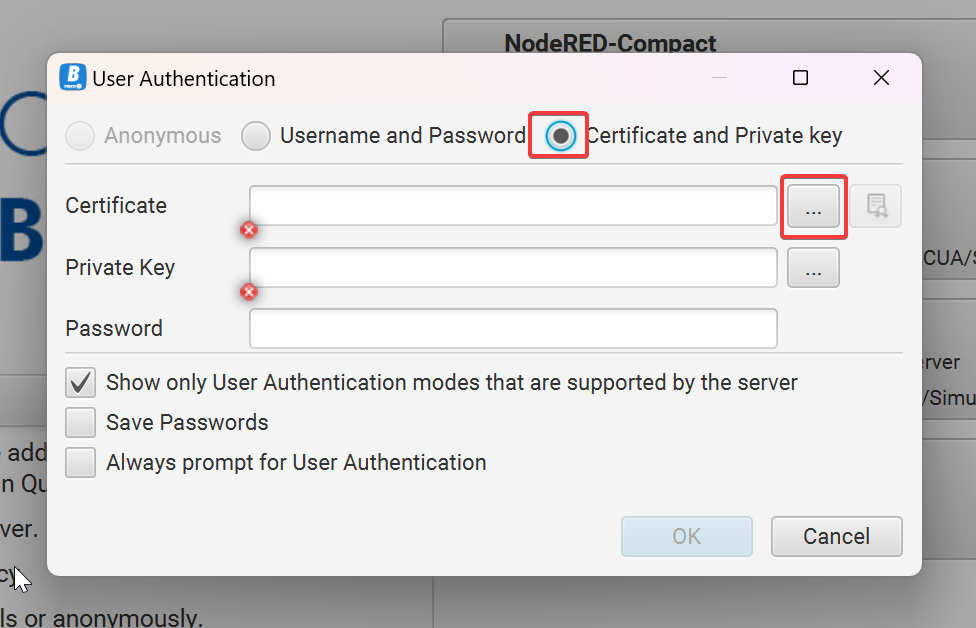 NodeRED-Compact
B User Authentication
Anonymous Username and Password Certificate and Private key
Certificate ...
Private Key ...
Password
Show only User Authentication modes that are supported by the server
Save Passwords
Always prompt for User Authentication
OK Cancel
B
CUA/S
rver
/Simu
add
n Qu
ver.
cy
ls or anonymously.